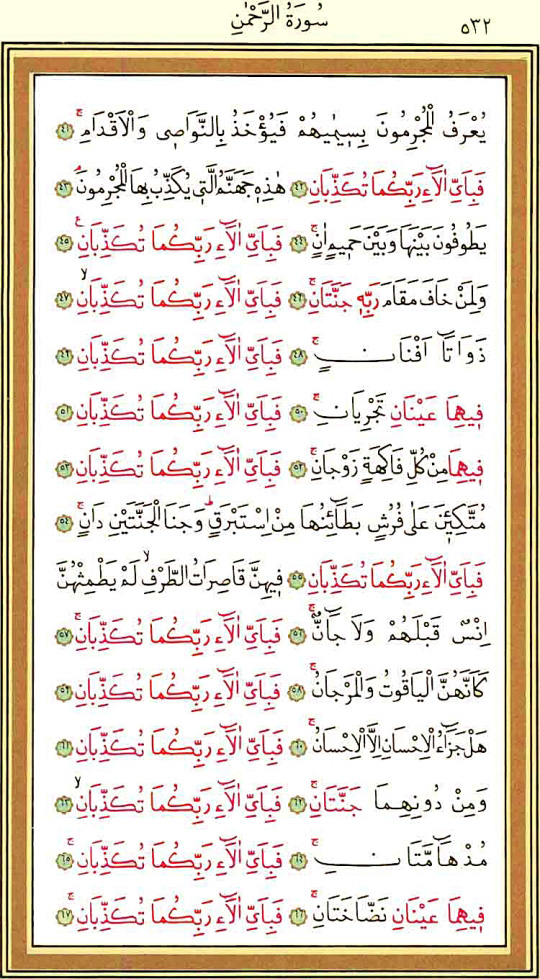 ٥٣٢
سُورَةُ الرَّحْمٰنِ
يُعْرَفُ الْمُجْرِمُونَ بِسِيمٰيهُمْ فَيُؤْخَذُ بِالنَّوَاصِى وَالْاَقْدَامِ ۚ ٤١
فَبِاَيِّ اٰلَٓاءِ رَبِّكُمَا تُكَذِّبَانِ ٤٢ هٰذِهٖ جَهَنَّمُ الَّتٖي يُكَذِّبُ بِهَا الْمُجْرِمُونَ ۘ ٤٣
يَطُوفُونَ بَيْنَهَا وَبَيْنَ حَمٖيمٍ اٰنٍ ۚ ٤٤ فَبِاَيِّ اٰلَٓاءِ رَبِّكُمَا تُكَذِّبَانِ ࣖ ٤٥
وَلِمَنْ خَافَ مَقَامَ رَبِّهٖ جَنَّتَانِ ۚ ٤٦ فَبِاَيِّ اٰلَٓاءِ رَبِّكُمَا تُكَذِّبَانِ ۙ ٤٧
ذَوَاتَٓا اَفْنَانٍ ۚ ٤٨ فَبِاَيِّ اٰلَٓاءِ رَبِّكُمَا تُكَذِّبَانِ ٤٩
فٖيهِمَا عَيْنَانِ تَجْرِيَانِ ۚ ٥٠ فَبِاَيِّ اٰلَٓاءِ رَبِّكُمَا تُكَذِّبَانِ ٥١
فٖيهِمَا مِنْ كُلِّ فَاكِهَةٍ زَوْجَانِ ۚ ٥٢ فَبِاَيِّ اٰلَٓاءِ رَبِّكُمَا تُكَذِّبَانِ ٥٣
مُتَّكِـٖٔينَ عَلٰى فُرُشٍ بَطَٓائِنُهَا مِنْ اِسْتَبْرَقٍ ۜ وَجَنَا الْجَنَّتَيْنِ دَانٍ ۚ ٥٤
فَبِاَيِّ اٰلَٓاءِ رَبِّكُمَا تُكَذِّبَانِ ٥٥ فٖيهِنَّ قَاصِرَاتُ الطَّرْفِ ۙ لَمْ يَطْمِثْهُنَّ
اِنْسٌ قَبْلَهُمْ وَلَا جَٓانٌّ ۚ ٥٦ فَبِاَيِّ اٰلَٓاءِ رَبِّكُمَا تُكَذِّبَانِ ۚ ٥٧
كَاَنَّهُنَّ الْيَاقُوتُ وَالْمَرْجَانُ ۚ ٥٨ فَبِاَيِّ اٰلَٓاءِ رَبِّكُمَا تُكَذِّبَانِ ٥٩
هَلْ جَزَٓاءُ الْاِحْسَانِ اِلَّا الْاِحْسَانُ ۚ ٦٠ فَبِاَيِّ اٰلَٓاءِ رَبِّكُمَا تُكَذِّبَانِ ٦١
وَمِنْ دُونِهِمَا جَنَّتَانِ ۚ ٦٢ فَبِاَيِّ اٰلَٓاءِ رَبِّكُمَا تُكَذِّبَانِ ۙ ٦٣
مُدْهَٓامَّتَانِ ۚ ٦٤ فَبِاَيِّ اٰلَٓاءِ رَبِّكُمَا تُكَذِّبَانِ ۚ ٦٥
فٖيهِمَا عَيْنَانِ نَضَّاخَتَانِ ۚ ٦٦ فَبِاَيِّ اٰلَٓاءِ رَبِّكُمَا تُكَذِّبَانِ ۚ ٦٧